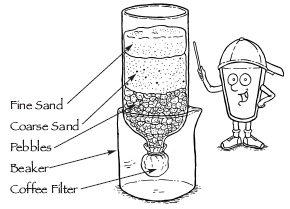 Fine Sand
Coarse Sand
Pebbles
Beaker
Coffee Filter